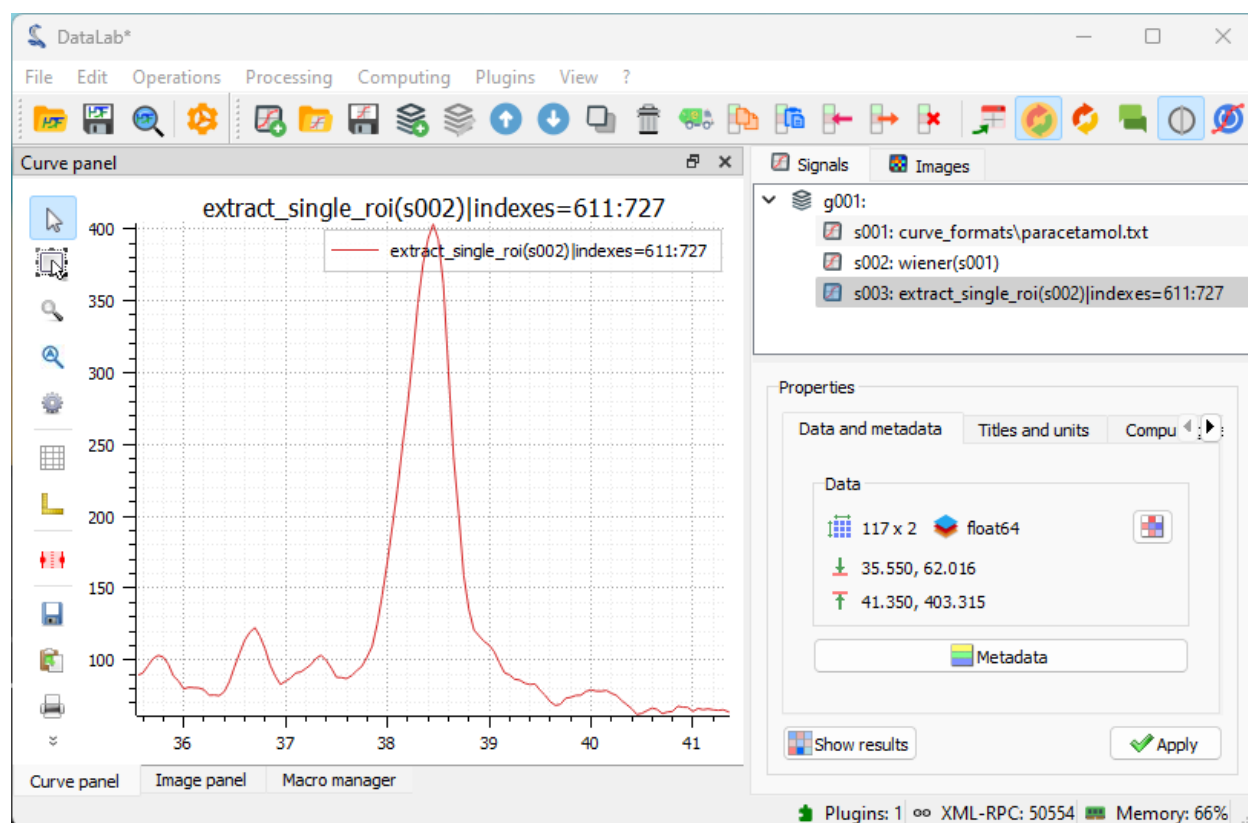 DataLab*
File Edit Operations Processing Computing Plugins View ?
Curve panel
extract_single_roi(s002)|indexes=611:727
extract_single_roi(s002)|indexes=611:727
400
350
300
250
200
150
100
36 37 38 39 40 41
Curve panel Image panel Macro manager
Signals Images
g001:
s001: curve_formats\paracetamol.txt
s002: wiener(s001)
s003: extract_single_roi(s002)|indexes=611:727
Properties
Data and metadata Titles and units Compu
Data
117 x 2 float64
35.550, 62.016
41.350, 403.315
Metadata
Show results Apply
Plugins: 1 XML-RPC: 50554 Memory: 66%